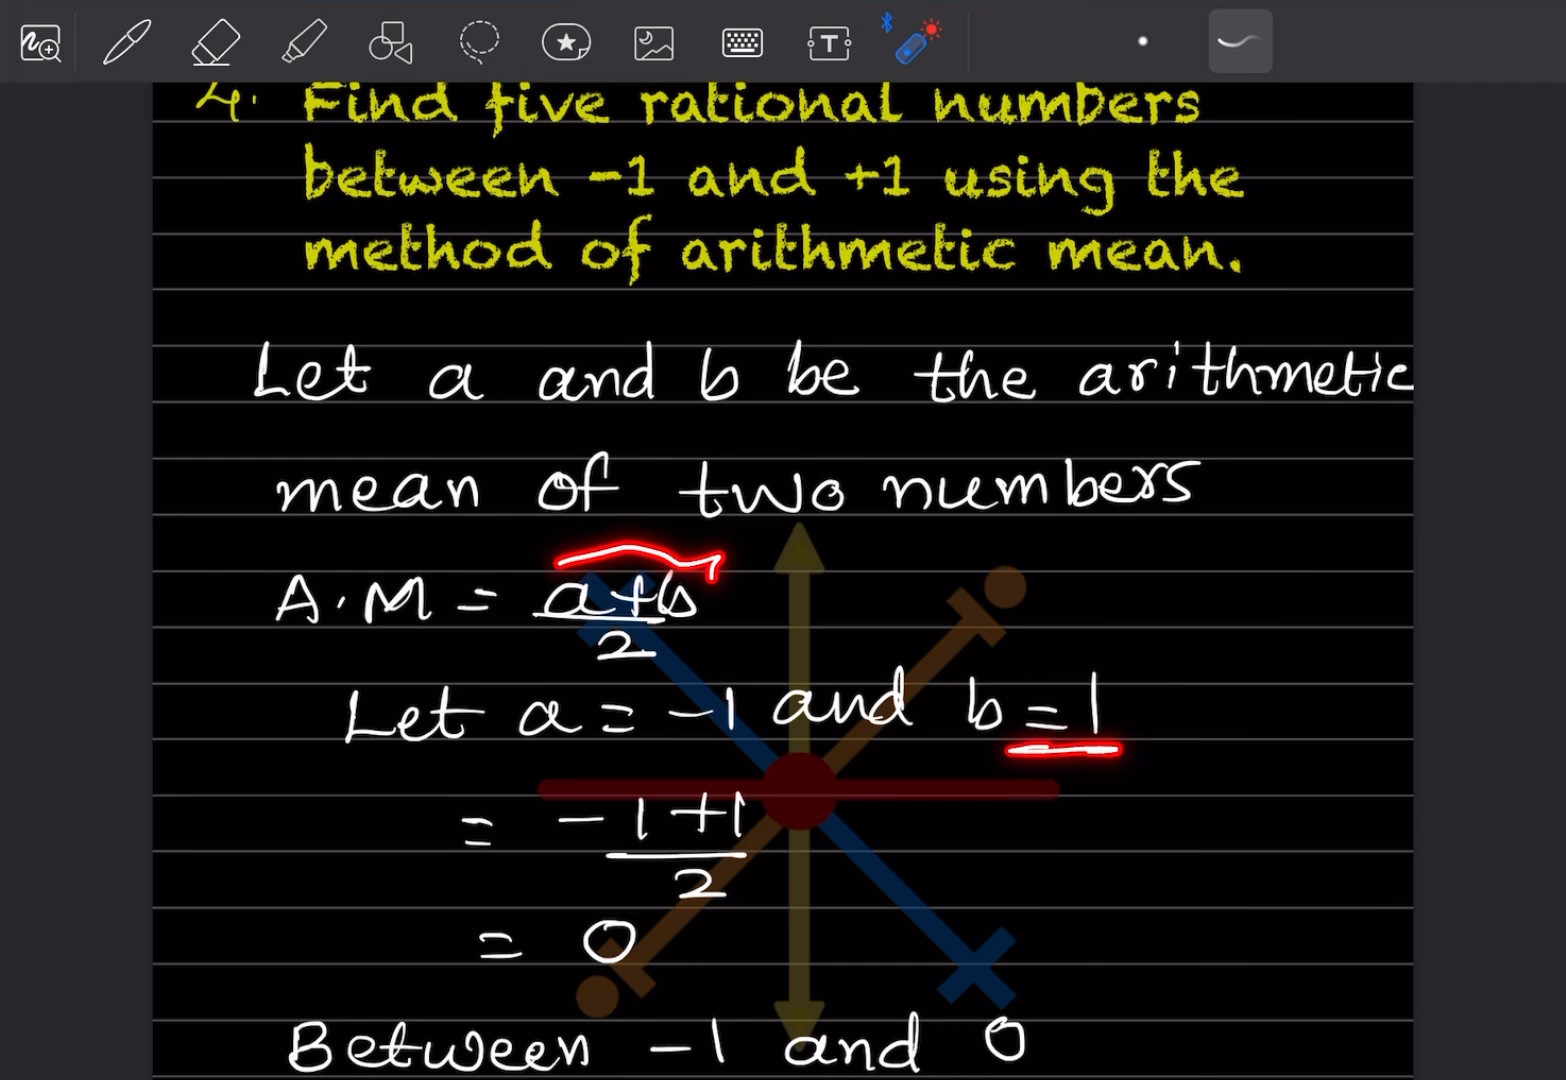 4. Find five rational numbers
between -1 and +1 using the
method of arithmetic mean.
Let a and b be the arithmetic
mean of two numbers
A.M = a+b/2
Let a = -1 and b = 1
= -1+1/2
= 0
Between -1 and 0